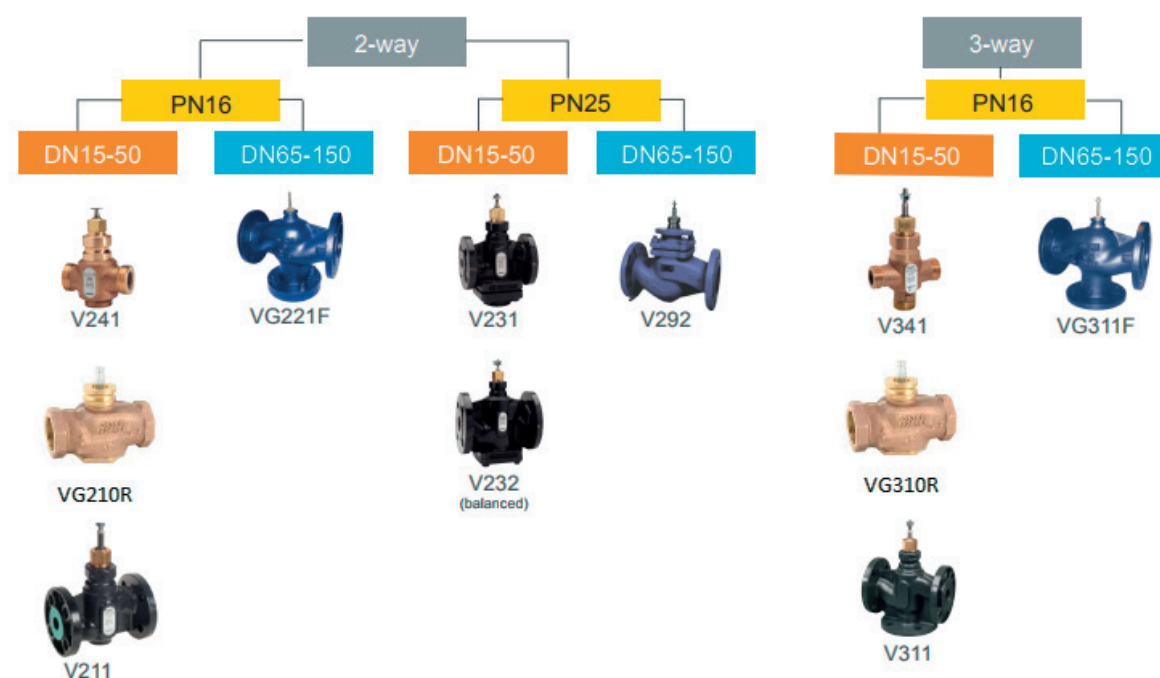 2-way
3-way
PN16
PN25
PN16
DN15-50
DN65-150
DN15-50
DN65-150
DN15-50
DN65-150
V241
VG221F
V231
V292
V341
VG311F
VG210R
V232
(balanced)
VG310R
V211
V311